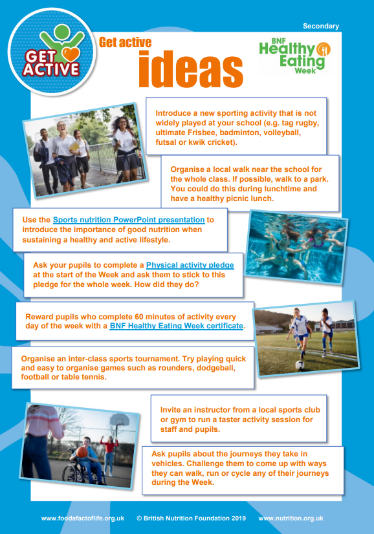 Secondary
GET
ACTIVE
Get active
ideas
BNF
Healthy
Eating
Week
Introduce a new sporting activity that is not
widely played at your school (e.g. tag rugby,
ultimate Frisbee, badminton, volleyball,
futsal or kwik cricket).
Organise a local walk near the school for
the whole class. If possible, walk to a park.
You could do this during lunchtime and
have a healthy picnic lunch.
Use the Sports nutrition PowerPoint presentation to
introduce the importance of good nutrition when
sustaining a healthy and active lifestyle.
Ask your pupils to complete a Physical activity pledge
at the start of the Week and ask them to stick to this
pledge for the whole week. How did they do?
Reward pupils who complete 60 minutes of activity every
day of the week with a BNF Healthy Eating Week certificate.
Organise an inter-class sports tournament. Try playing quick
and easy to organise games such as rounders, dodgeball,
football or table tennis.
Invite an instructor from a local sports club
or gym to run a taster activity session for
staff and pupils.
Ask pupils about the journeys they take in
vehicles. Challenge them to come up with ways
they can walk, run or cycle any of their journeys
during the Week.
www.foodafactoflife.org.uk © British Nutrition Foundation 2019 www.nutrition.org.uk